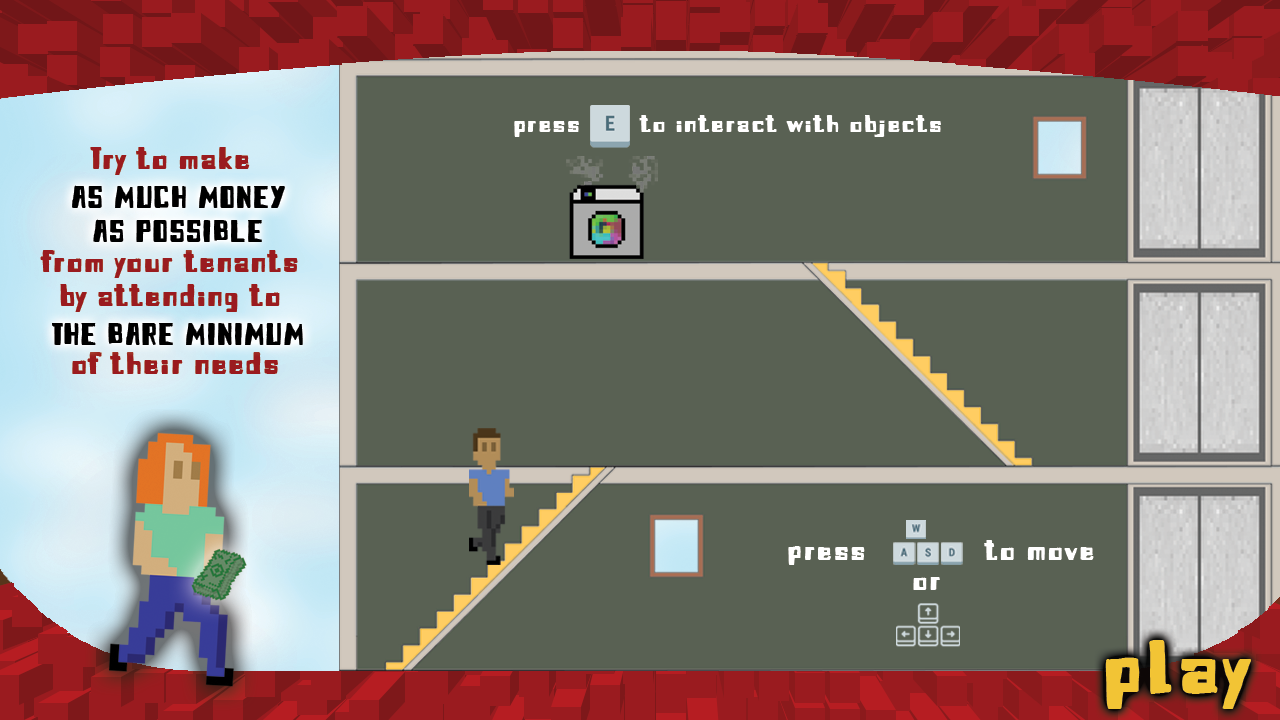 Try to make
AS MUCH MONEY
AS POSSIBLE
from your tenants
by attending to
THE BARE MINIMUM
of their needs
press E to interact with objects
W
press A S D to move
or
play